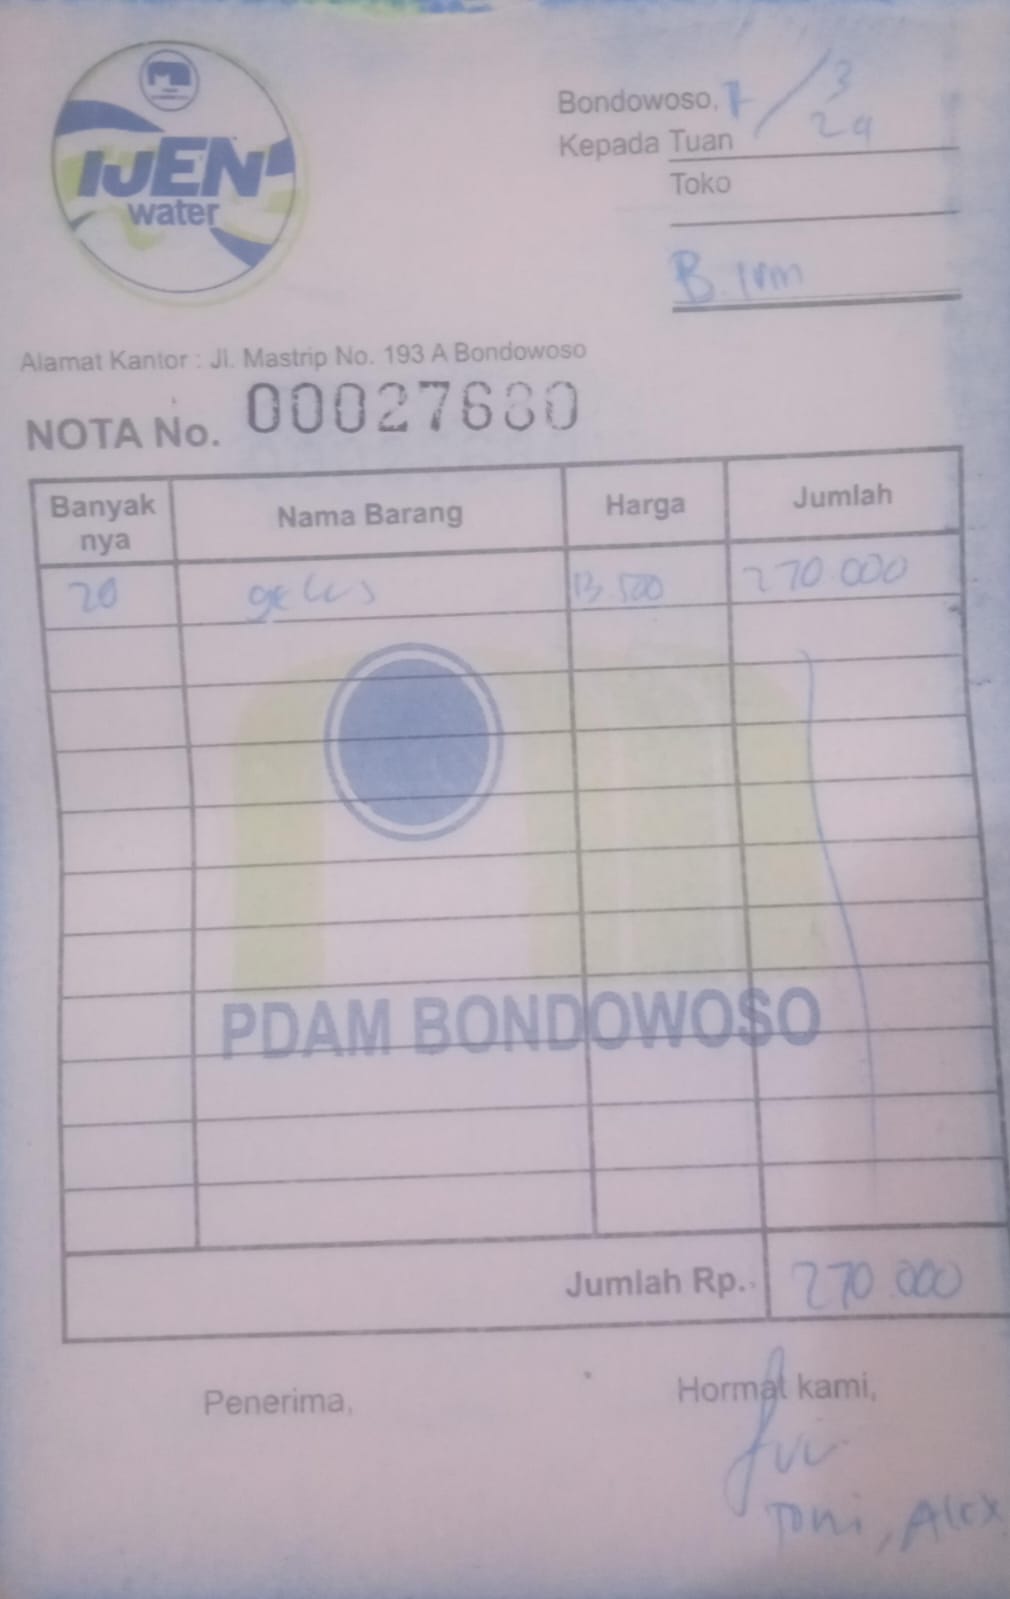 IJEN
water
Bondowoso, 7/3
24
Kepada Tuan
Toko
B. Irm
Alamat Kantor : Jl. Mastrip No. 193 A Bondowoso
NOTA No. 00027680
Banyak nya Nama Barang Harga Jumlah
20 gelas 13.500 270.000
PDAM BONDOWOSO
Jumlah Rp. 270.000
Penerima, Hormat kami,
Toni, Alex